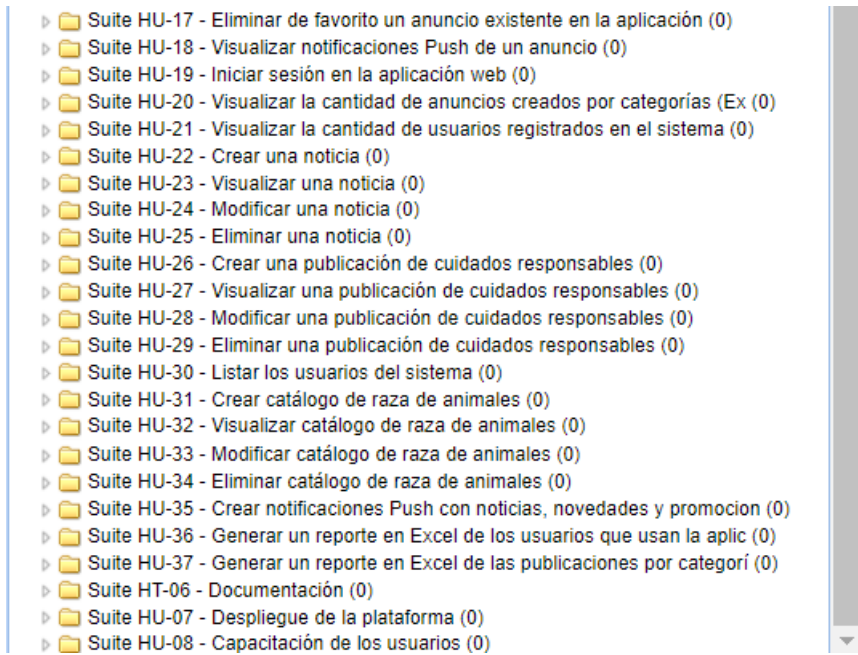 Suite HU-17 - Eliminar de favorito un anuncio existente en la aplicación (0)
Suite HU-18 - Visualizar notificaciones Push de un anuncio (0)
Suite HU-19 - Iniciar sesión en la aplicación web (0)
Suite HU-20 - Visualizar la cantidad de anuncios creados por categorías (Ex (0)
Suite HU-21 - Visualizar la cantidad de usuarios registrados en el sistema (0)
Suite HU-22 - Crear una noticia (0)
Suite HU-23 - Visualizar una noticia (0)
Suite HU-24 - Modificar una noticia (0)
Suite HU-25 - Eliminar una noticia (0)
Suite HU-26 - Crear una publicación de cuidados responsables (0)
Suite HU-27 - Visualizar una publicación de cuidados responsables (0)
Suite HU-28 - Modificar una publicación de cuidados responsables (0)
Suite HU-29 - Eliminar una publicación de cuidados responsables (0)
Suite HU-30 - Listar los usuarios del sistema (0)
Suite HU-31 - Crear catálogo de raza de animales (0)
Suite HU-32 - Visualizar catálogo de raza de animales (0)
Suite HU-33 - Modificar catálogo de raza de animales (0)
Suite HU-34 - Eliminar catálogo de raza de animales (0)
Suite HU-35 - Crear notificaciones Push con noticias, novedades y promocion (0)
Suite HU-36 - Generar un reporte en Excel de los usuarios que usan la aplic (0)
Suite HU-37 - Generar un reporte en Excel de las publicaciones por categorí (0)
Suite HT-06 - Documentación (0)
Suite HU-07 - Despliegue de la plataforma (0)
Suite HU-08 - Capacitación de los usuarios (0)